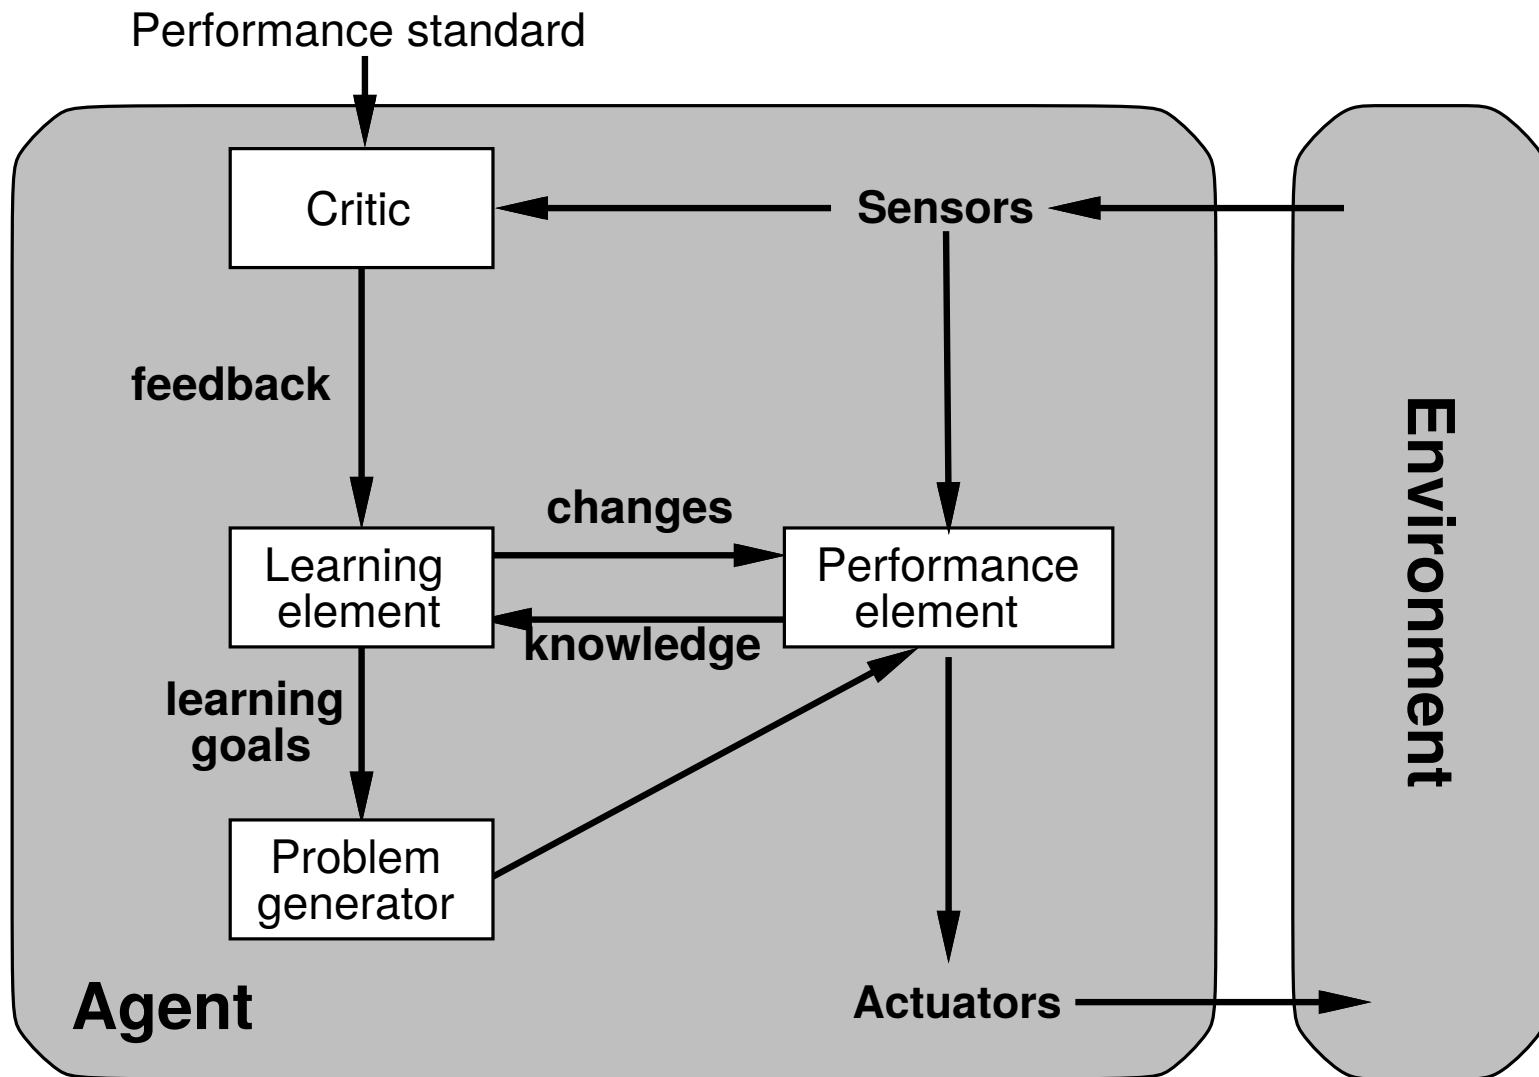 Performance standard
Critic
Sensors
feedback
changes
Learning
element
Performance
element
knowledge
Environment
learning
goals
Problem
generator
Agent
Actuators